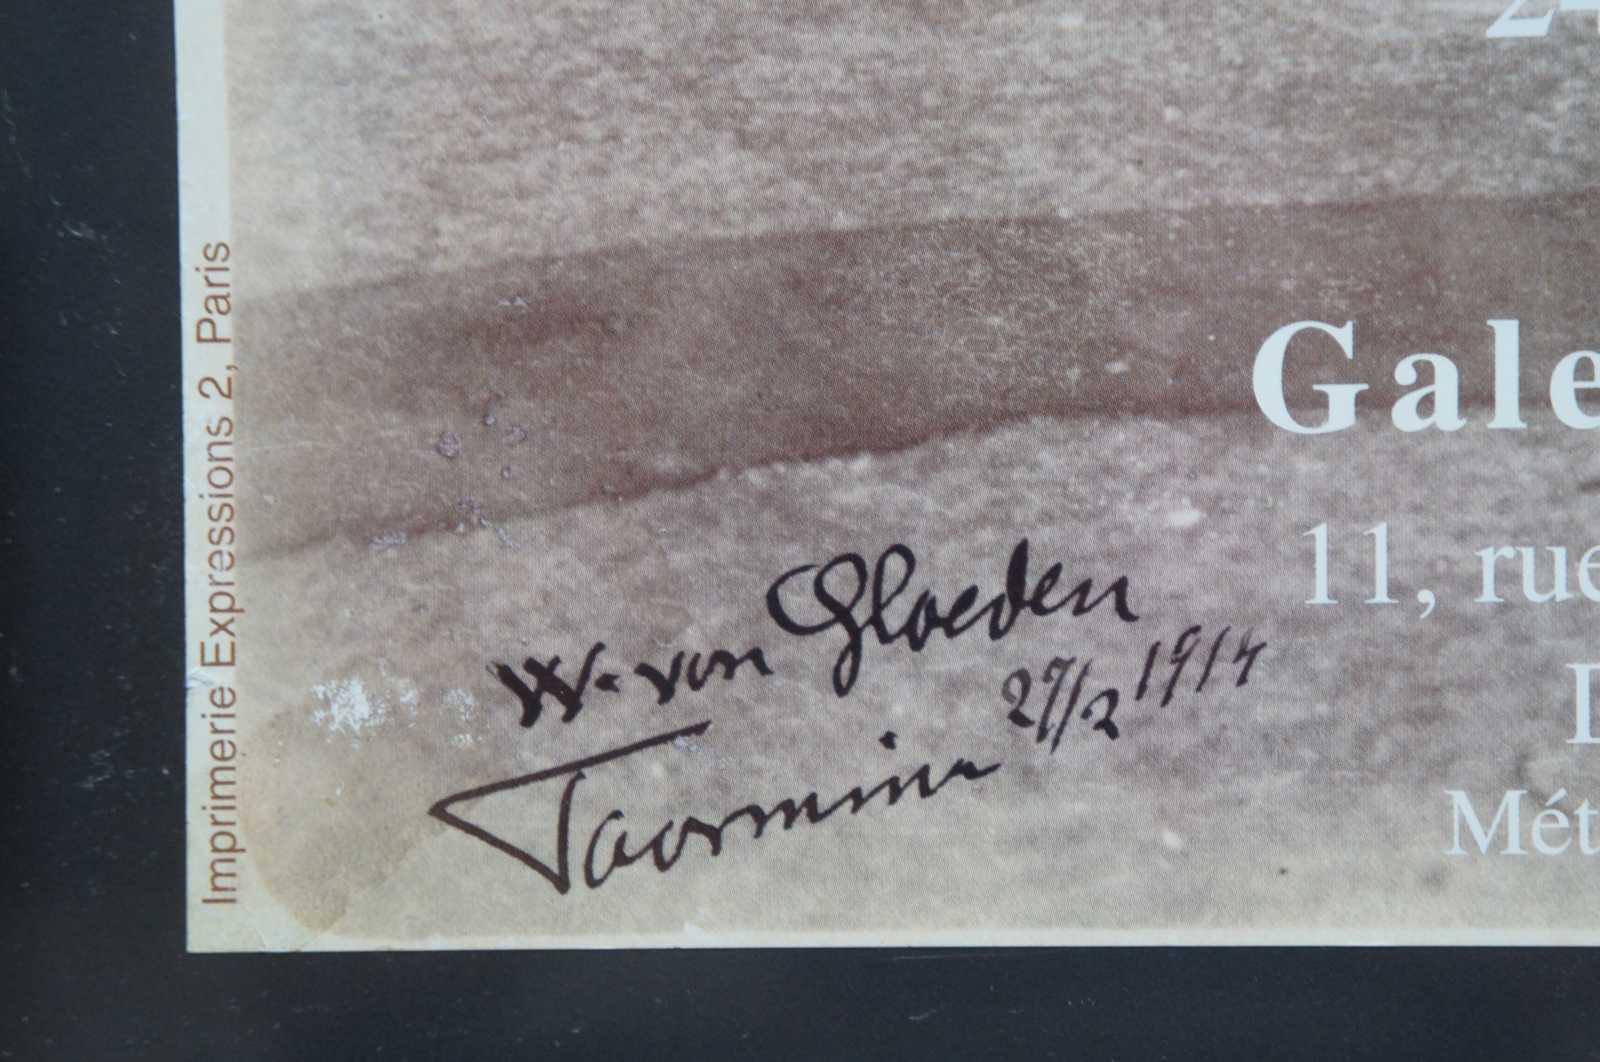 Gale
11, rue
Mét
W. von Gloeden
Taormina 27/2 1914
Imprimerie Expressions 2, Paris